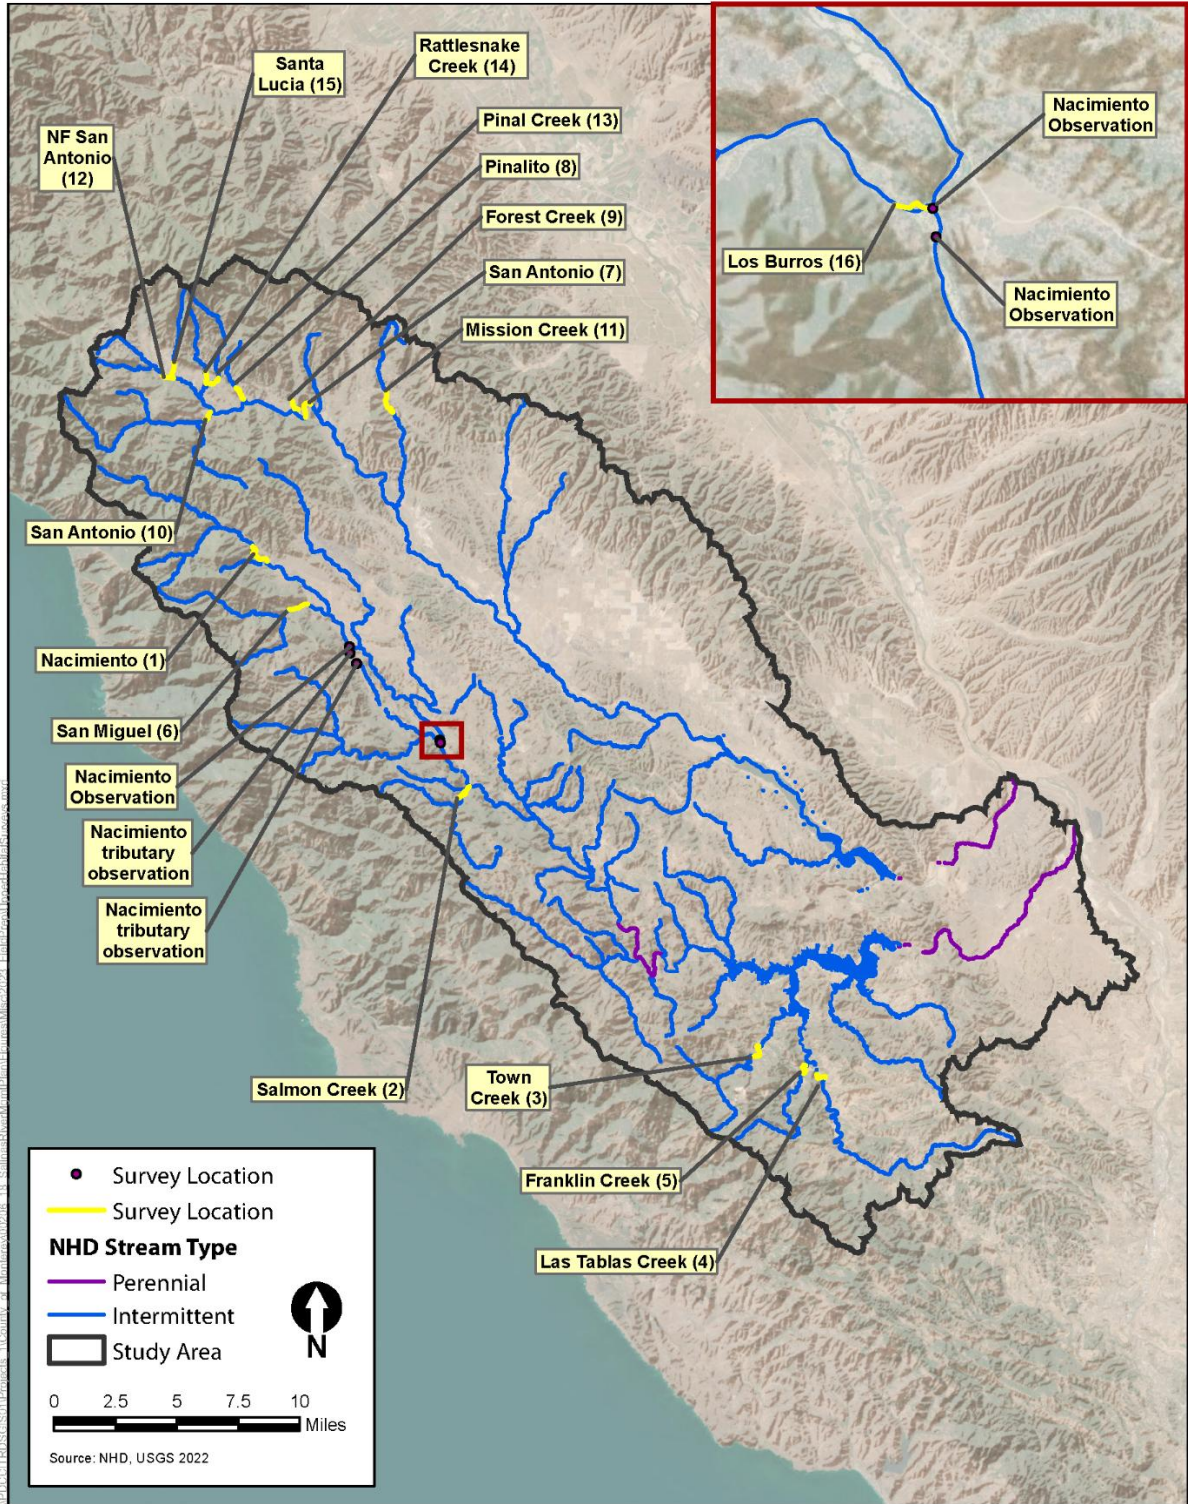 Santa
Lucia (15)
Rattlesnake
Creek (14)
NF San
Antonio
(12)
Pinal Creek (13)
Pinalito (8)
Forest Creek (9)
San Antonio (7)
Mission Creek (11)
Nacimiento
Observation
Los Burros (16)
Nacimiento
Observation
San Antonio (10)
Nacimiento (1)
San Miguel (6)
Nacimiento
Observation
Nacimiento
tributary
observation
Nacimiento
tributary
observation
Salmon Creek (2)
Town
Creek (3)
Franklin Creek (5)
Las Tablas Creek (4)
Survey Location
Survey Location
NHD Stream Type
Perennial
Intermittent
Study Area
N
0 2.5 5 7.5 10
Miles
Source: NHD, USGS 2022